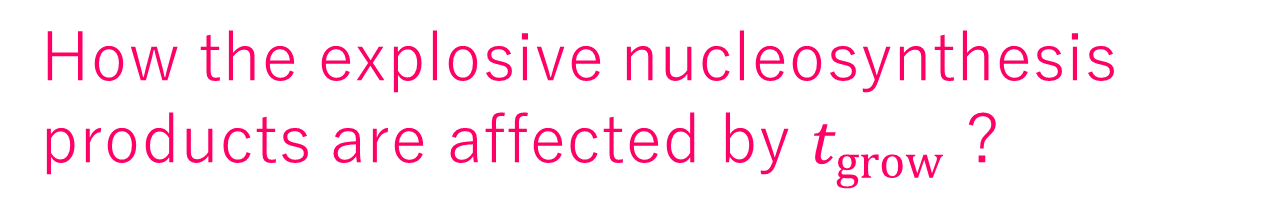 How the explosive nucleosynthesis
products are affected by t_grow ?